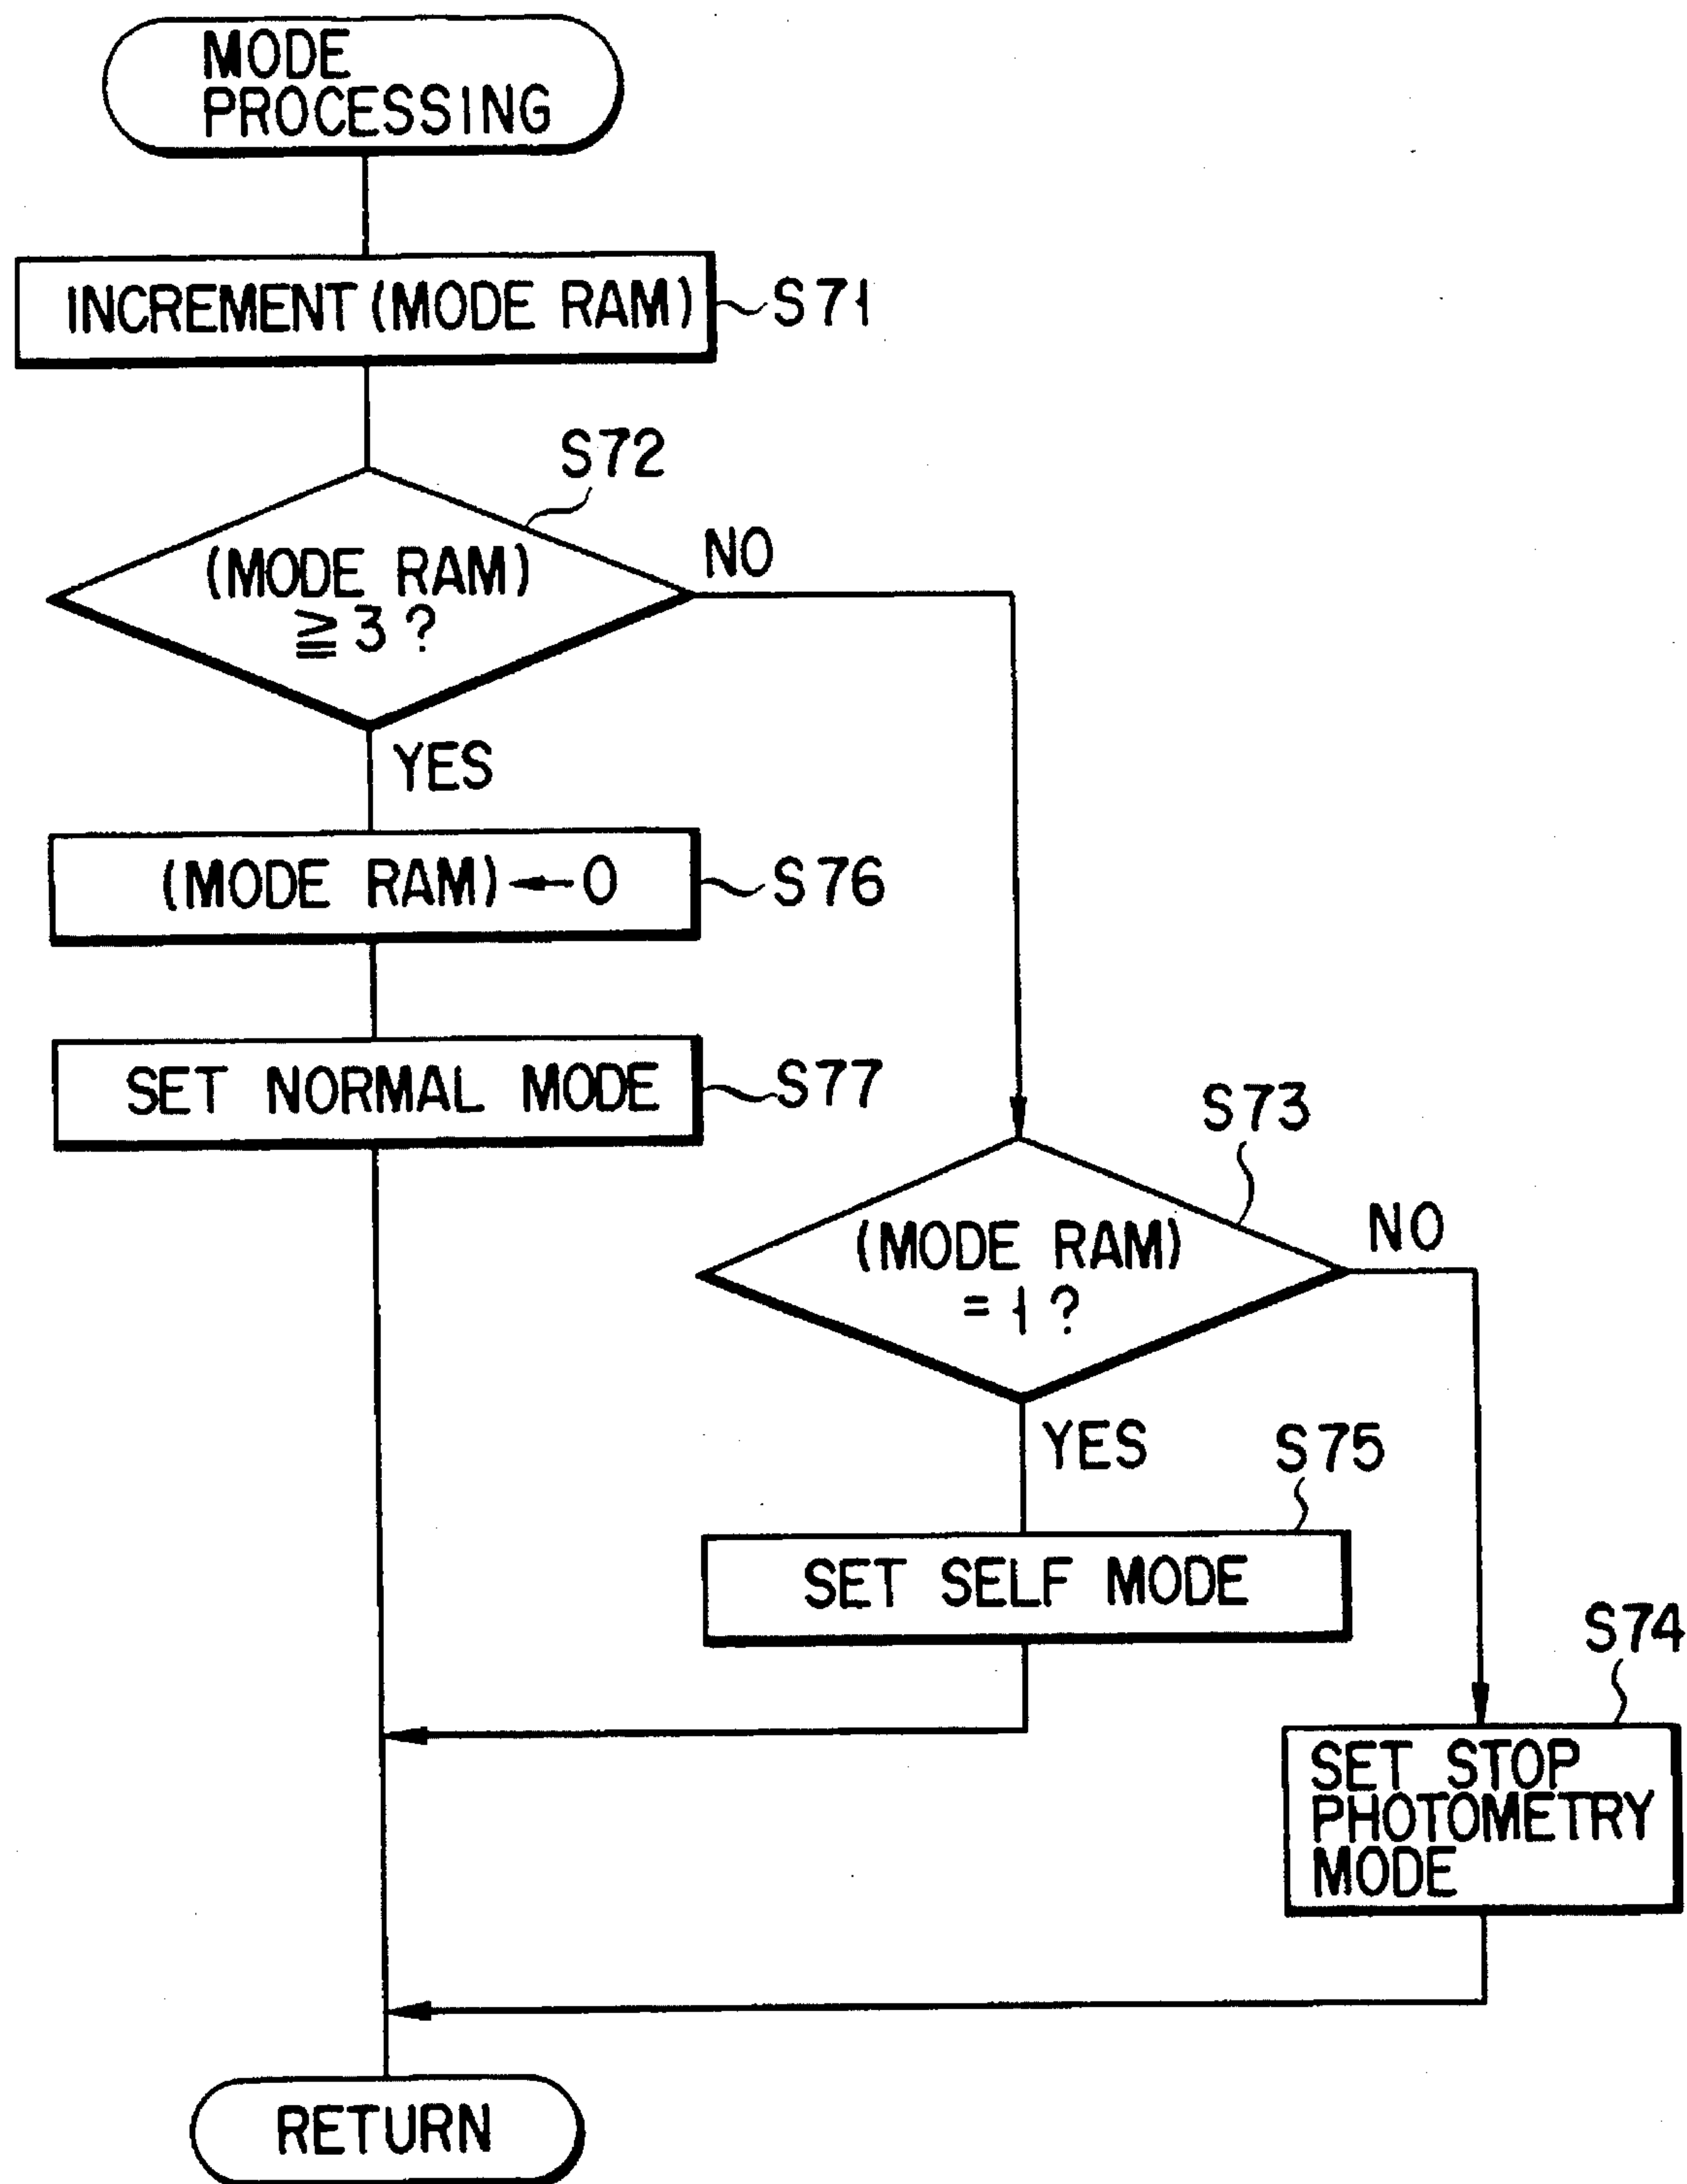 MODE
PROCESSING
INCREMENT (MODE RAM)
S71
S72
(MODE RAM)
≧ 3 ?
NO
YES
(MODE RAM) ← 0
S76
SET NORMAL MODE
S77
S73
(MODE RAM)
= 1 ?
NO
YES
S75
SET SELF MODE
S74
SET STOP
PHOTOMETRY
MODE
RETURN